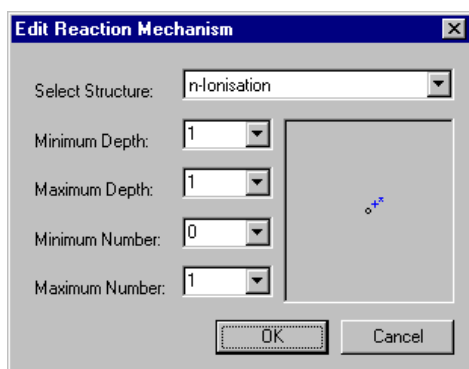 Edit Reaction Mechanism
Select Structure: n-Ionisation
Minimum Depth: 1
Maximum Depth: 1
Minimum Number: 0
Maximum Number: 1
OK Cancel